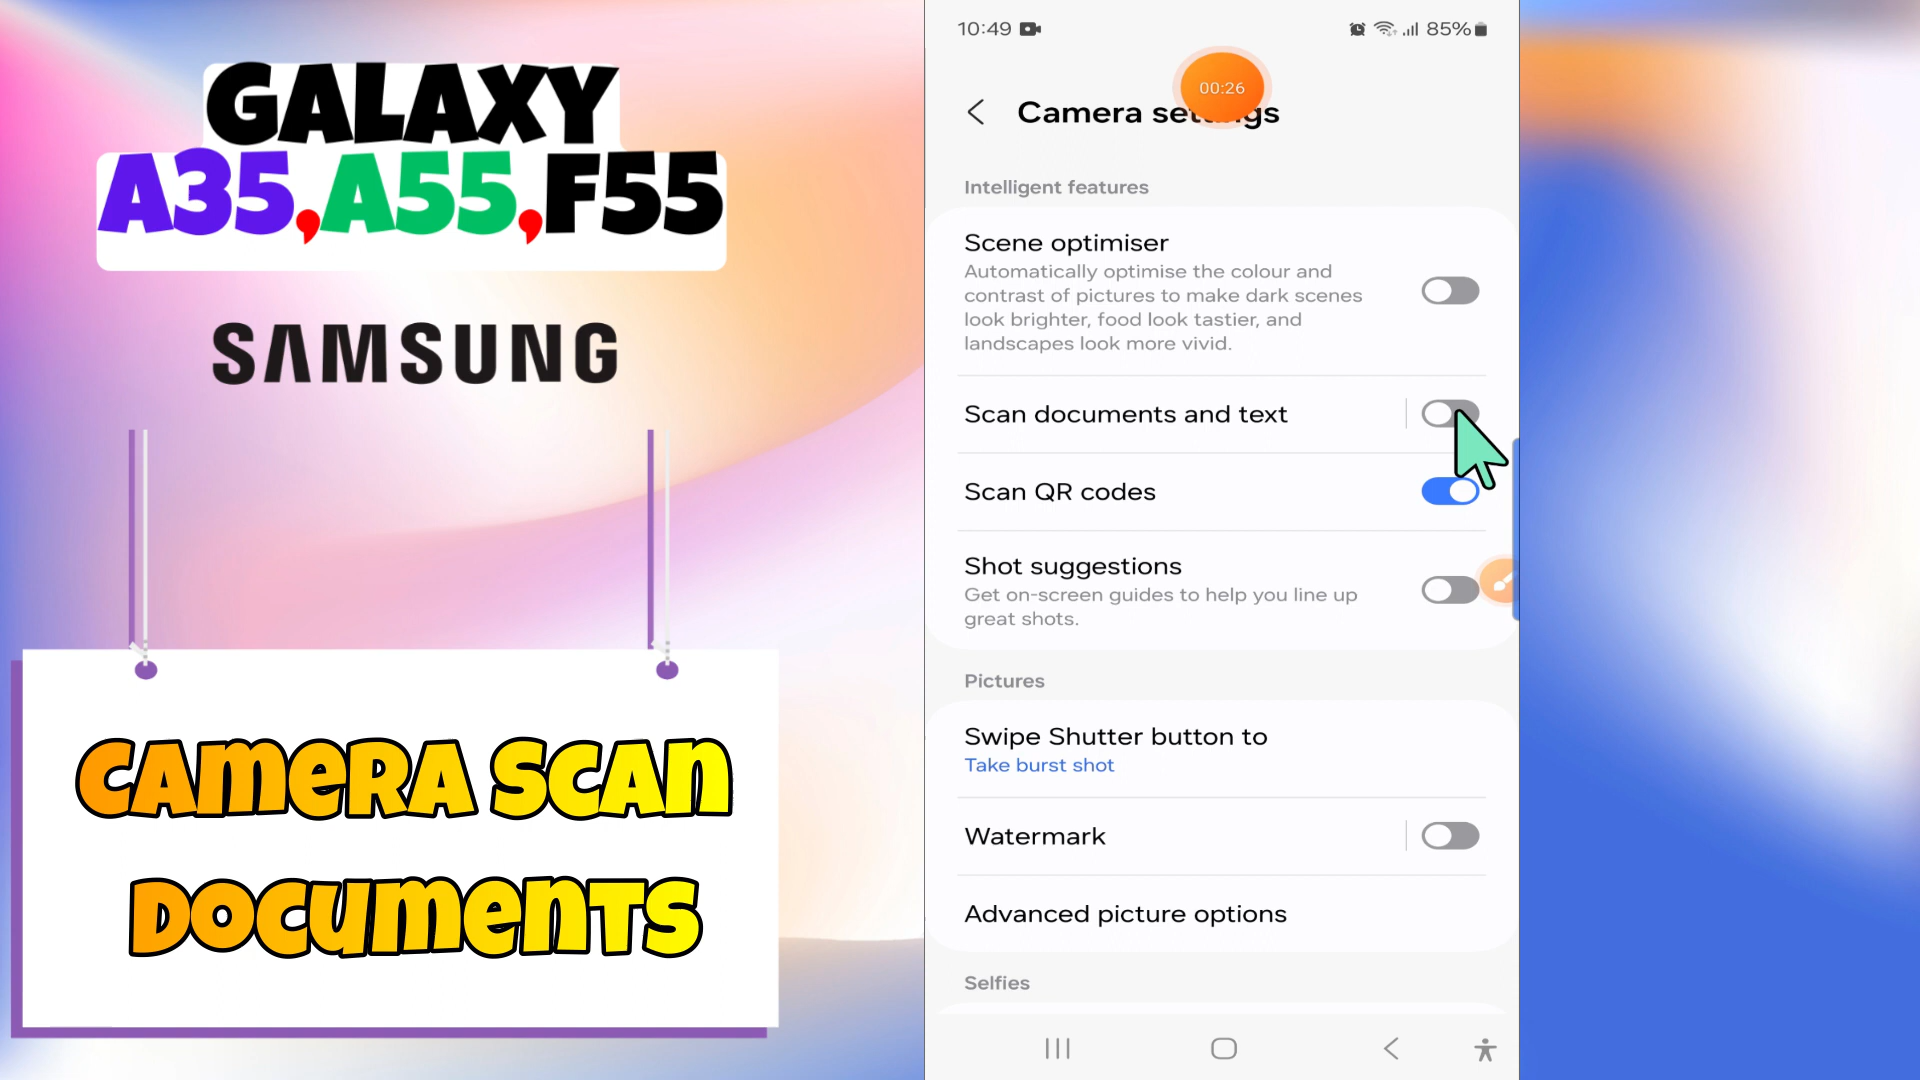 GALAXY
A35,A55,F55
SAMSUNG
CAMERA SCAN
DOCUMENTS
10:49
85%
00:26
Camera settings
Intelligent features
Scene optimiser
Automatically optimise the colour and
contrast of pictures to make dark scenes
look brighter, food look tastier, and
landscapes look more vivid.
Scan documents and text
Scan QR codes
Shot suggestions
Get on-screen guides to help you line up
great shots.
Pictures
Swipe Shutter button to
Take burst shot
Watermark
Advanced picture options
Selfies